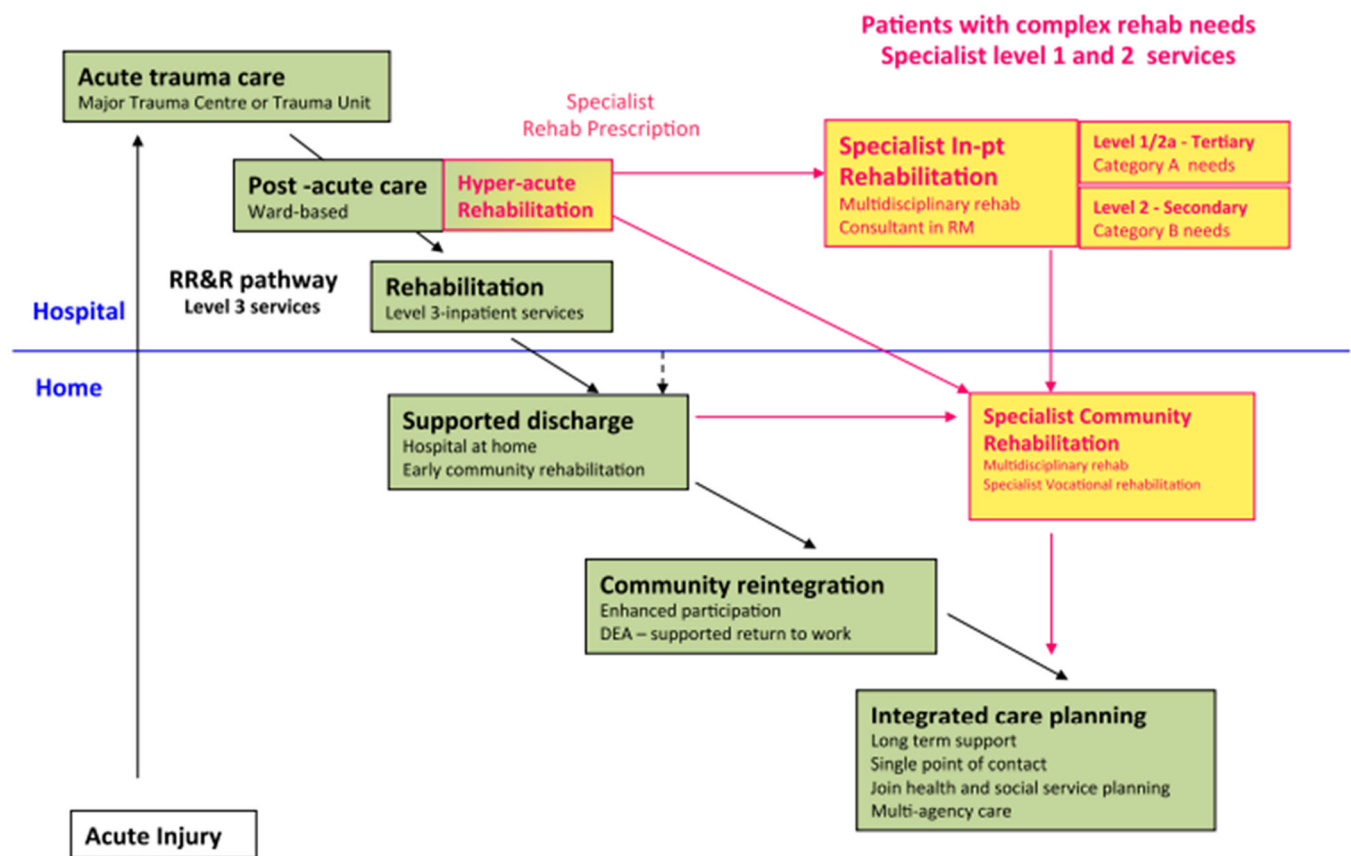 Patients with complex rehab needs
Specialist level 1 and 2 services
Acute trauma care
Major Trauma Centre or Trauma Unit
Specialist
Rehab Prescription
Post -acute care
Ward-based
Hyper-acute
Rehabilitation
Specialist In-pt
Rehabilitation
Multidisciplinary rehab
Consultant in RM
Level 1/2a - Tertiary
Category A needs
Level 2 - Secondary
Category B needs
RR&R pathway
Level 3 services
Rehabilitation
Level 3-inpatient services
Hospital
Home
Supported discharge
Hospital at home
Early community rehabilitation
Specialist Community
Rehabilitation
Multidisciplinary rehab
Specialist Vocational rehabilitation
Community reintegration
Enhanced participation
DEA – supported return to work
Integrated care planning
Long term support
Single point of contact
Join health and social service planning
Multi-agency care
Acute Injury